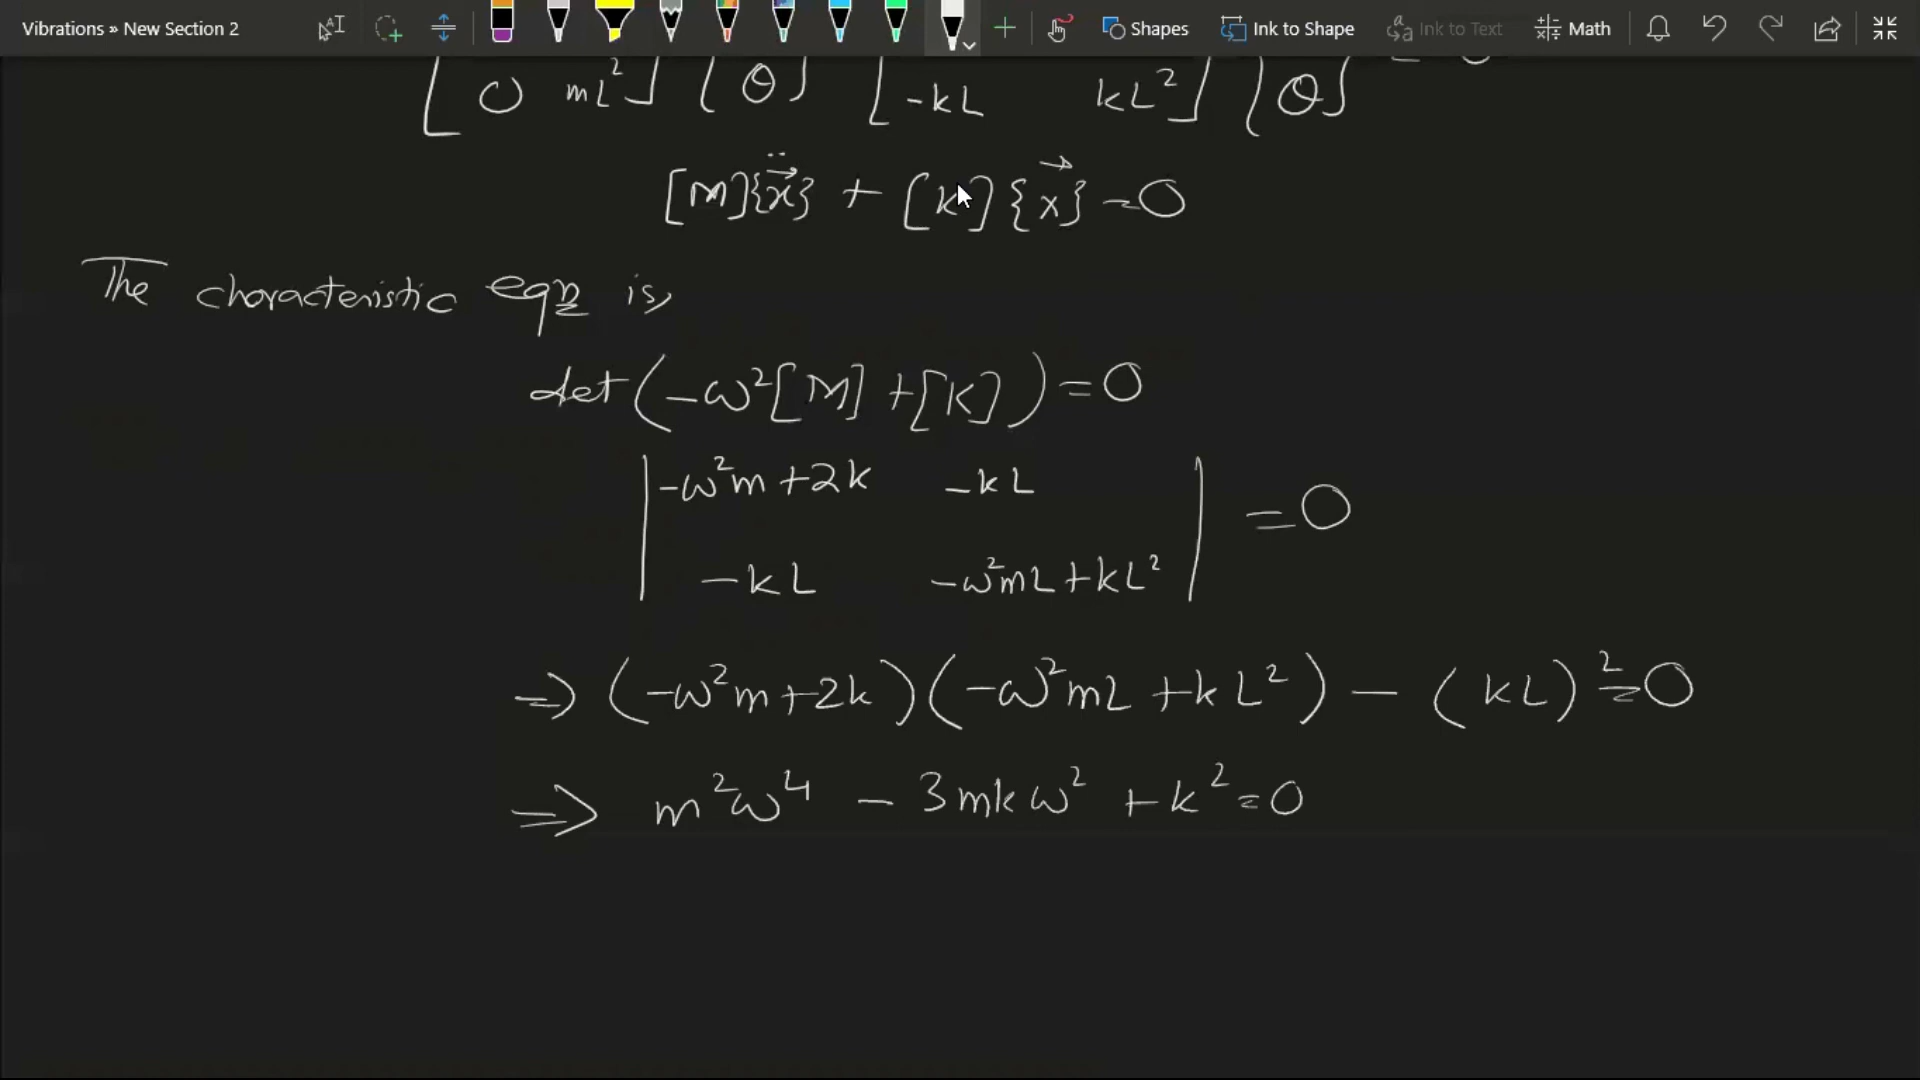 Vibrations » New Section 2 Shapes Ink to Shape Ink to Text Math
[ 0 mL² ] { θ } [ -kL kL² ] { θ }
[M]{ẍ⃗} + [K]{x⃗} = 0
The characteristic eqn is,
det(-ω²[M] + [K]) = 0
| -ω²m + 2k -kL |
= 0
| -kL -ω²mL + kL² |
⇒ (-ω²m + 2k)(-ω²mL + kL²) - (kL)² = 0
⇒ m²ω⁴ - 3mkω² + k² = 0